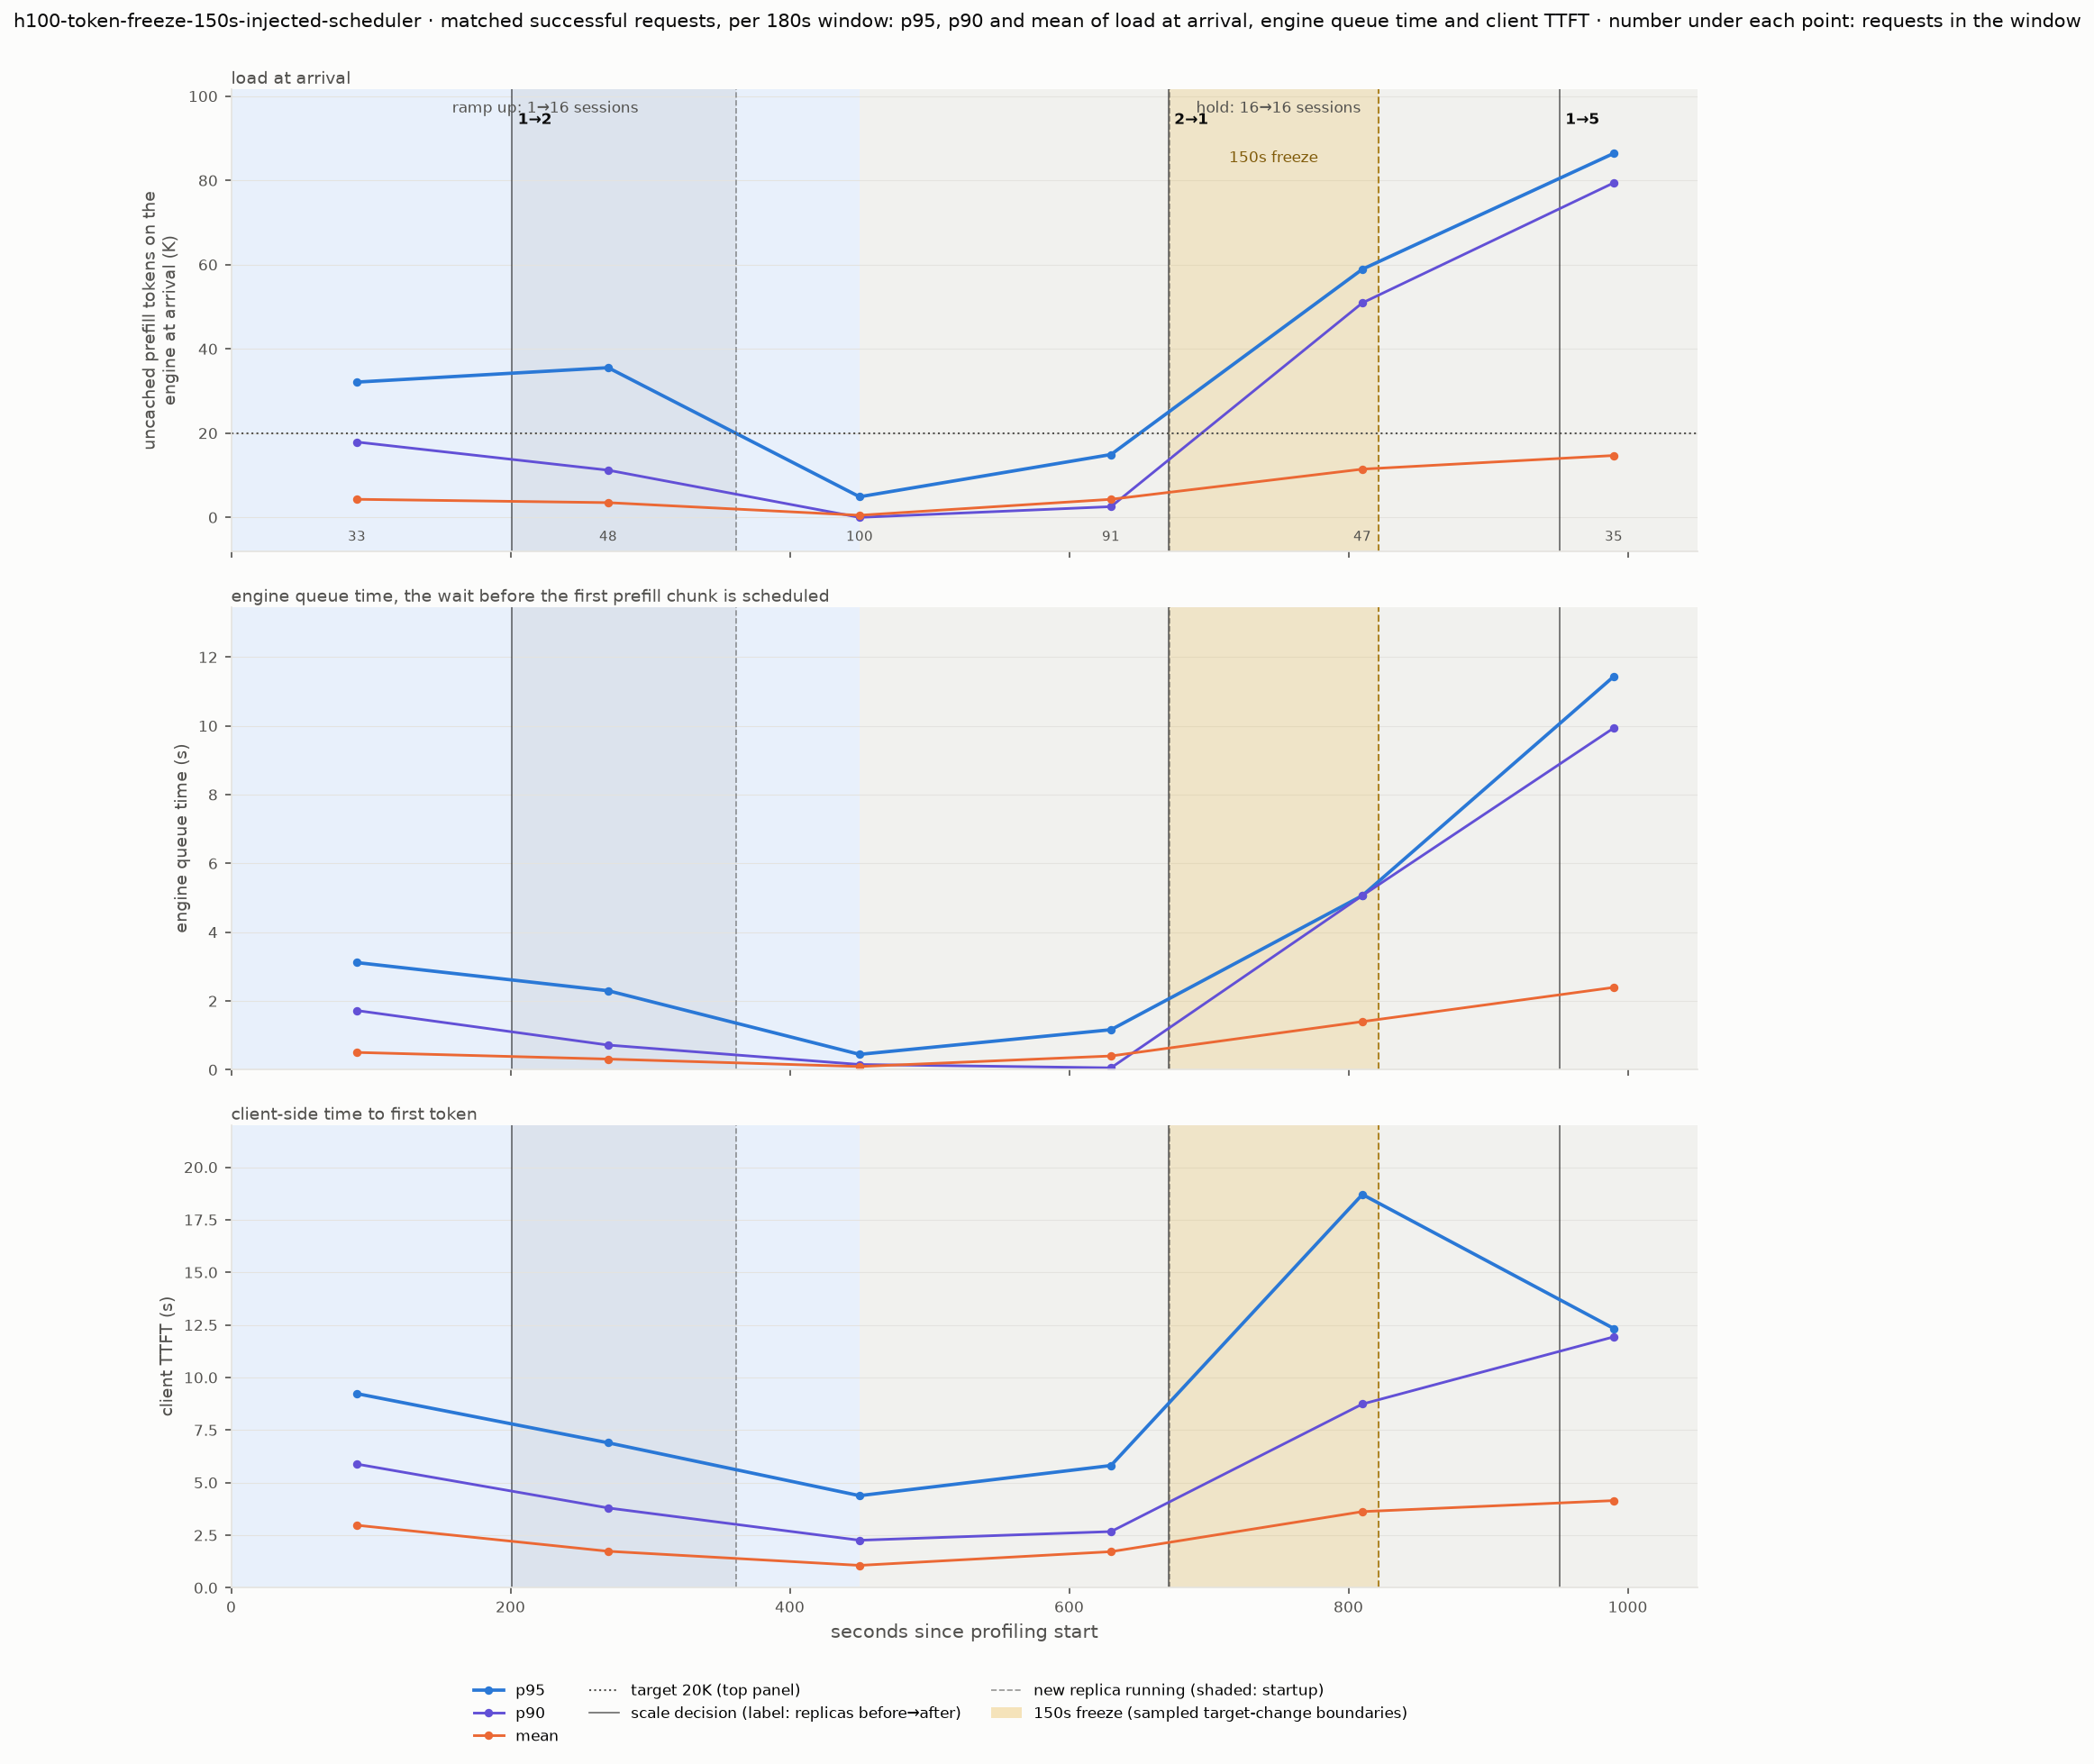 h100-token-freeze-150s-injected-scheduler · matched successful requests, per 180s window: p95, p90 and mean of load at arrival, engine queue time and client TTFT · number under each point: requests in the window
load at arrival
ramp up: 1→16 sessions
hold: 16→16 sessions
1→2
2→1
1→5
150s freeze
uncached prefill tokens on the
engine at arrival (K)
100
80
60
40
20
0
33
48
100
91
47
35
engine queue time, the wait before the first prefill chunk is scheduled
engine queue time (s)
12
10
8
6
4
2
0
client-side time to first token
client TTFT (s)
20.0
17.5
15.0
12.5
10.0
7.5
5.0
2.5
0.0
0
200
400
600
800
1000
seconds since profiling start
p95
p90
mean
target 20K (top panel)
scale decision (label: replicas before→after)
new replica running (shaded: startup)
150s freeze (sampled target-change boundaries)